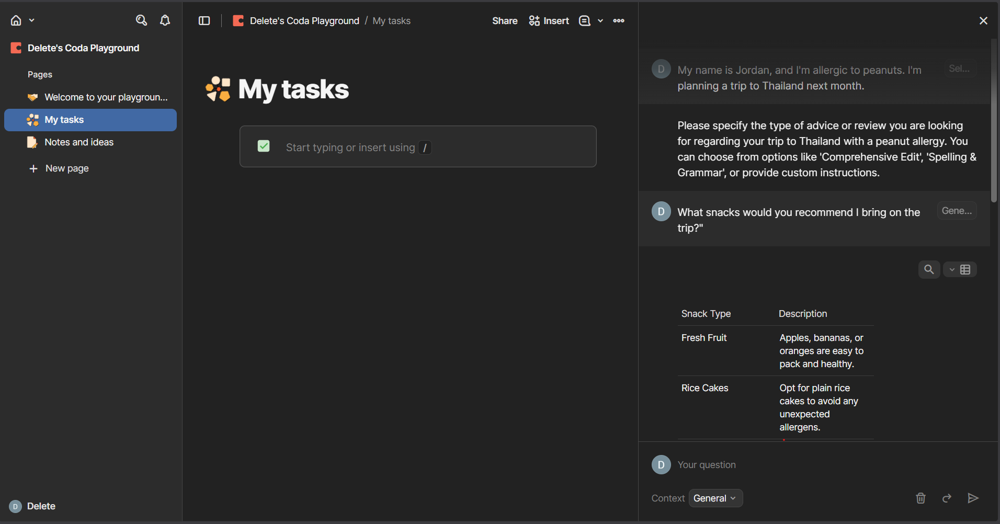 Delete's Coda Playground
Pages
Welcome to your playgroun...
My tasks
Notes and ideas
New page
D Delete
Delete's Coda Playground / My tasks
Share Insert
My tasks
Start typing or insert using /
D My name is Jordan, and I'm allergic to peanuts. I'm Sel...
planning a trip to Thailand next month.
Please specify the type of advice or review you are looking
for regarding your trip to Thailand with a peanut allergy. You
can choose from options like 'Comprehensive Edit', 'Spelling &
Grammar', or provide custom instructions.
D What snacks would you recommend I bring on the Gene...
trip?"
Snack Type Description
Fresh Fruit Apples, bananas, or
oranges are easy to
pack and healthy.
Rice Cakes Opt for plain rice
cakes to avoid any
unexpected
allergens.
D Your question
Context General